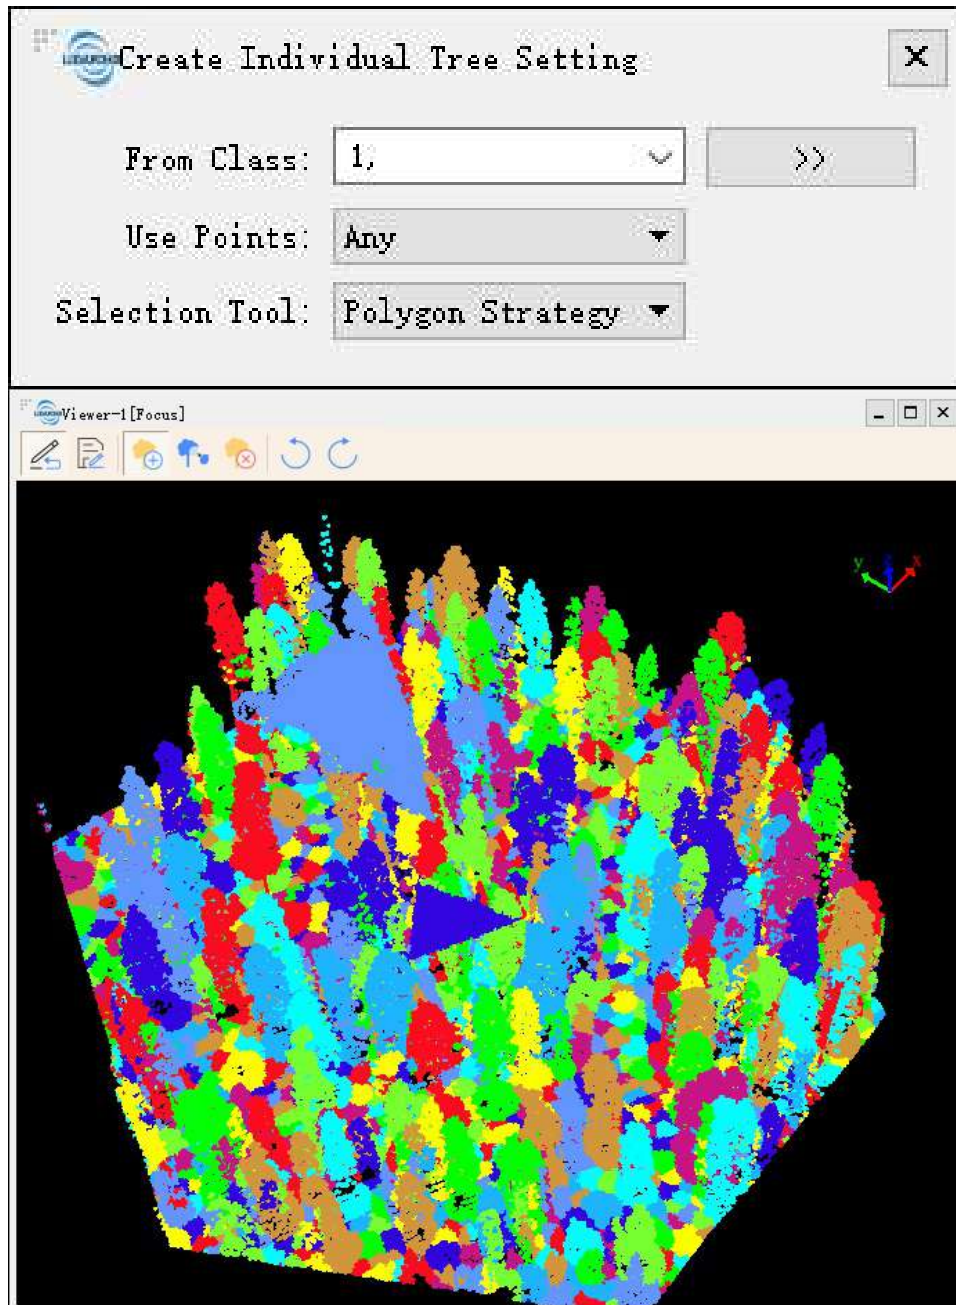 Create Individual Tree Setting
From Class: 1, >>
Use Points: Any
Selection Tool: Polygon Strategy
Viewer-1[Focus]
y z x